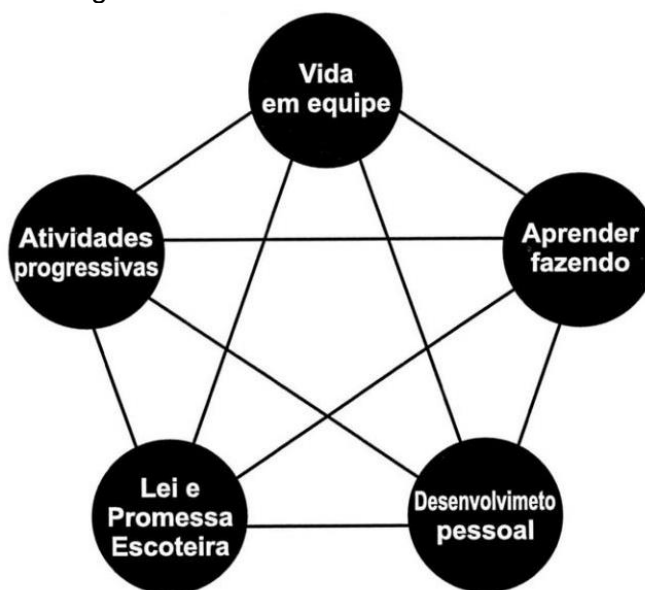 Vida
em equipe
Atividades
progressivas
Aprender
fazendo
Lei e
Promessa
Escoteira
Desenvolvimeto
pessoal